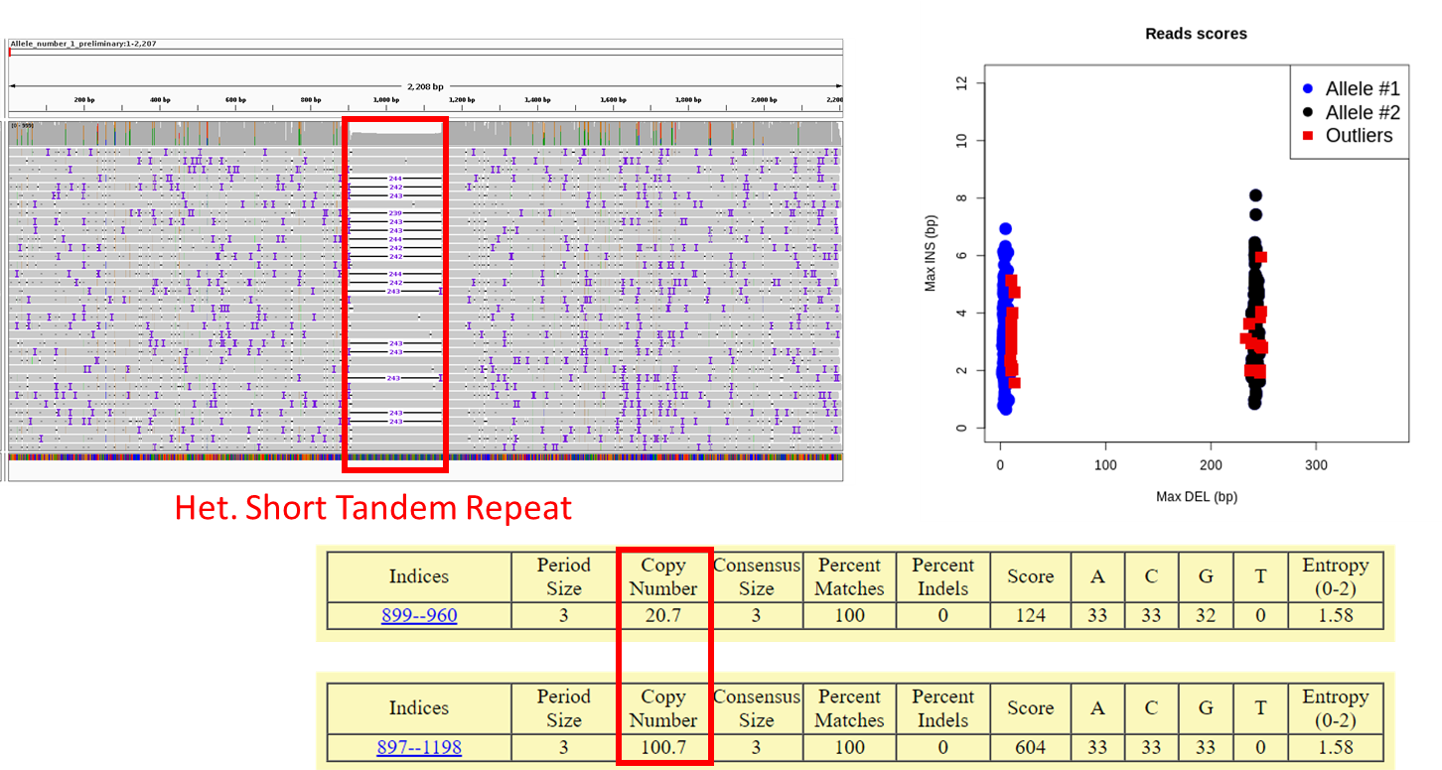 Allele_number_1_preliminary:1-2,207
2,208 bp
200 bp 400 bp 600 bp 800 bp 1,000 bp 1,200 bp 1,400 bp 1,600 bp 1,800 bp 2,000 bp 2,200
244
242
243
239
243
243
244
242
242
244
242
243
243
243
243
243
243
Het. Short Tandem Repeat
Reads scores
Allele #1
Allele #2
Outliers
Max INS (bp)
12
10
8
6
4
2
0
0 100 200 300
Max DEL (bp)
Indices Period Size Copy Number Consensus Size Percent Matches Percent Indels Score A C G T Entropy (0-2)
899--960 3 20.7 3 100 0 124 33 33 32 0 1.58
Indices Period Size Copy Number Consensus Size Percent Matches Percent Indels Score A C G T Entropy (0-2)
897--1198 3 100.7 3 100 0 604 33 33 33 0 1.58